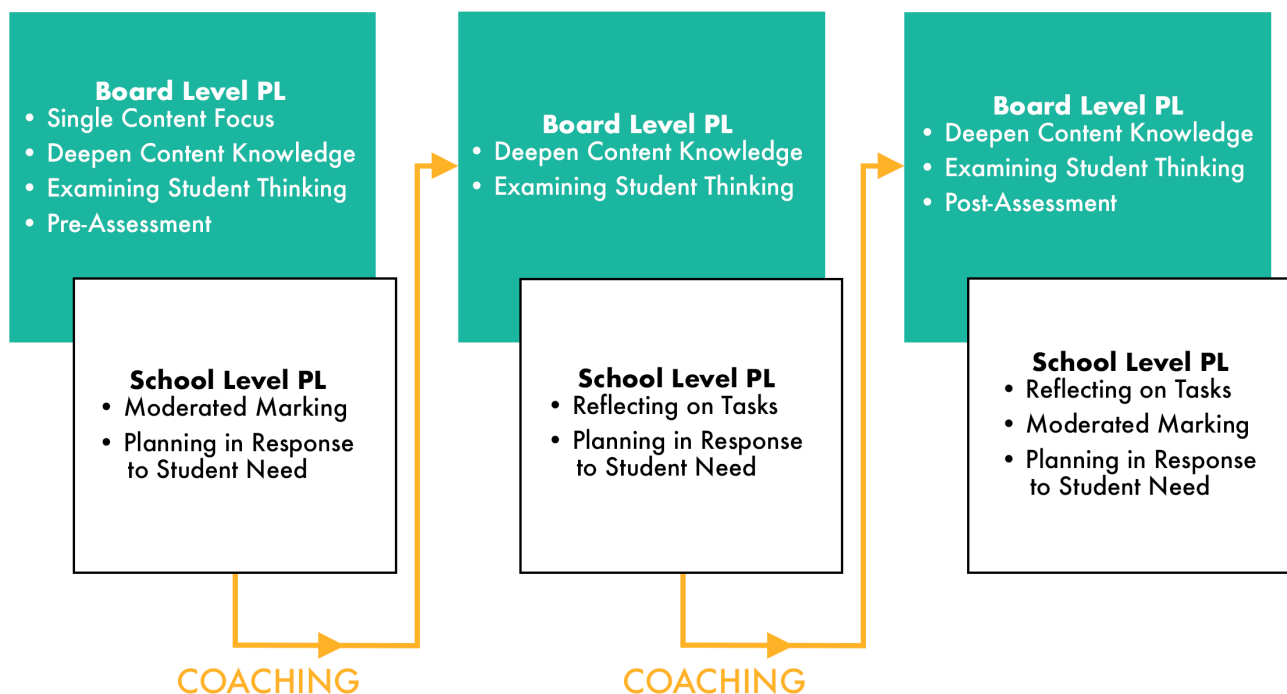 Board Level PL
• Single Content Focus
• Deepen Content Knowledge
• Examining Student Thinking
• Pre-Assessment
School Level PL
• Moderated Marking
• Planning in Response
to Student Need
COACHING
Board Level PL
• Deepen Content Knowledge
• Examining Student Thinking
School Level PL
• Reflecting on Tasks
• Planning in Response
to Student Need
COACHING
Board Level PL
• Deepen Content Knowledge
• Examining Student Thinking
• Post-Assessment
School Level PL
• Reflecting on Tasks
• Moderated Marking
• Planning in Response
to Student Need